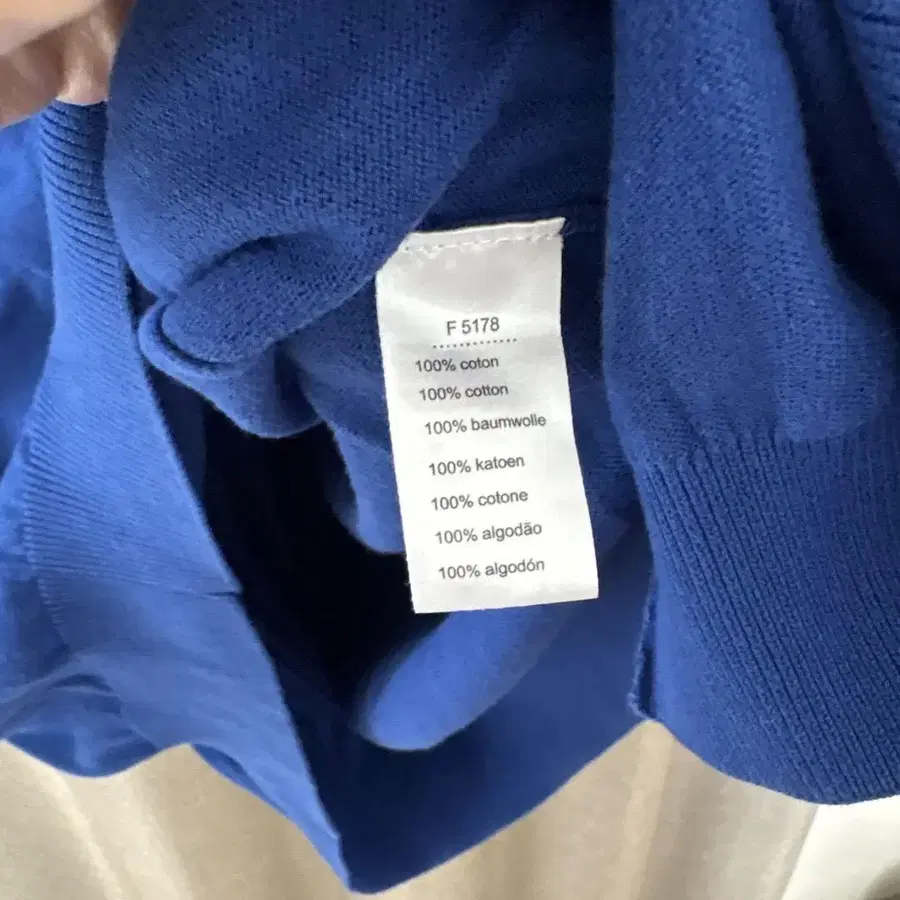 F 5178
100% coton
100% cotton
100% baumwolle
100% katoen
100% cotone
100% algodão
100% algodón